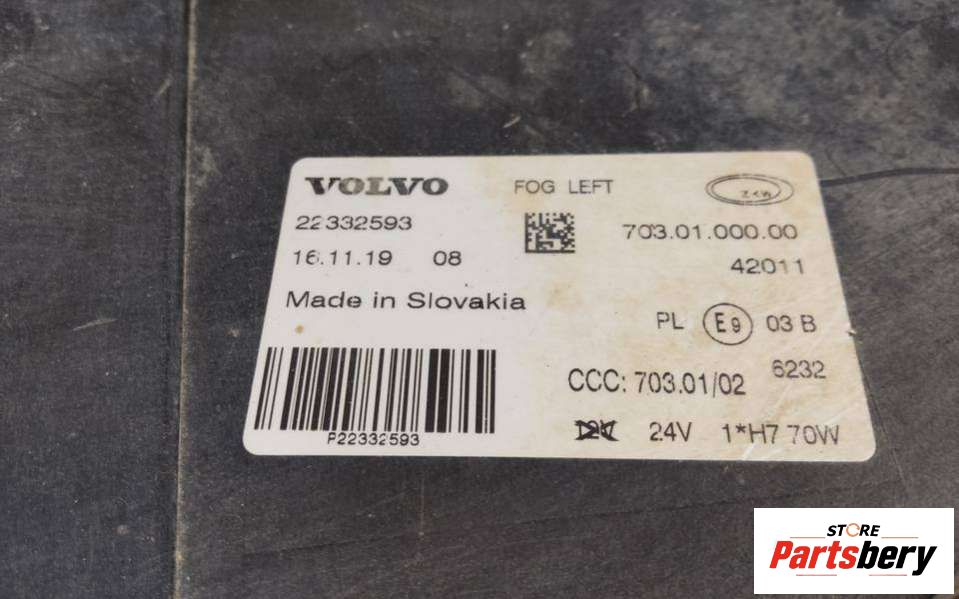 VOLVO FOG LEFT ZKW
22332593 703.01.000.00
16.11.19 08 42011
Made in Slovakia
PL E9 03 B
6232
CCC: 703.01/02
P22332593
12V 24V 1*H7 70W
STORE
Partsbery